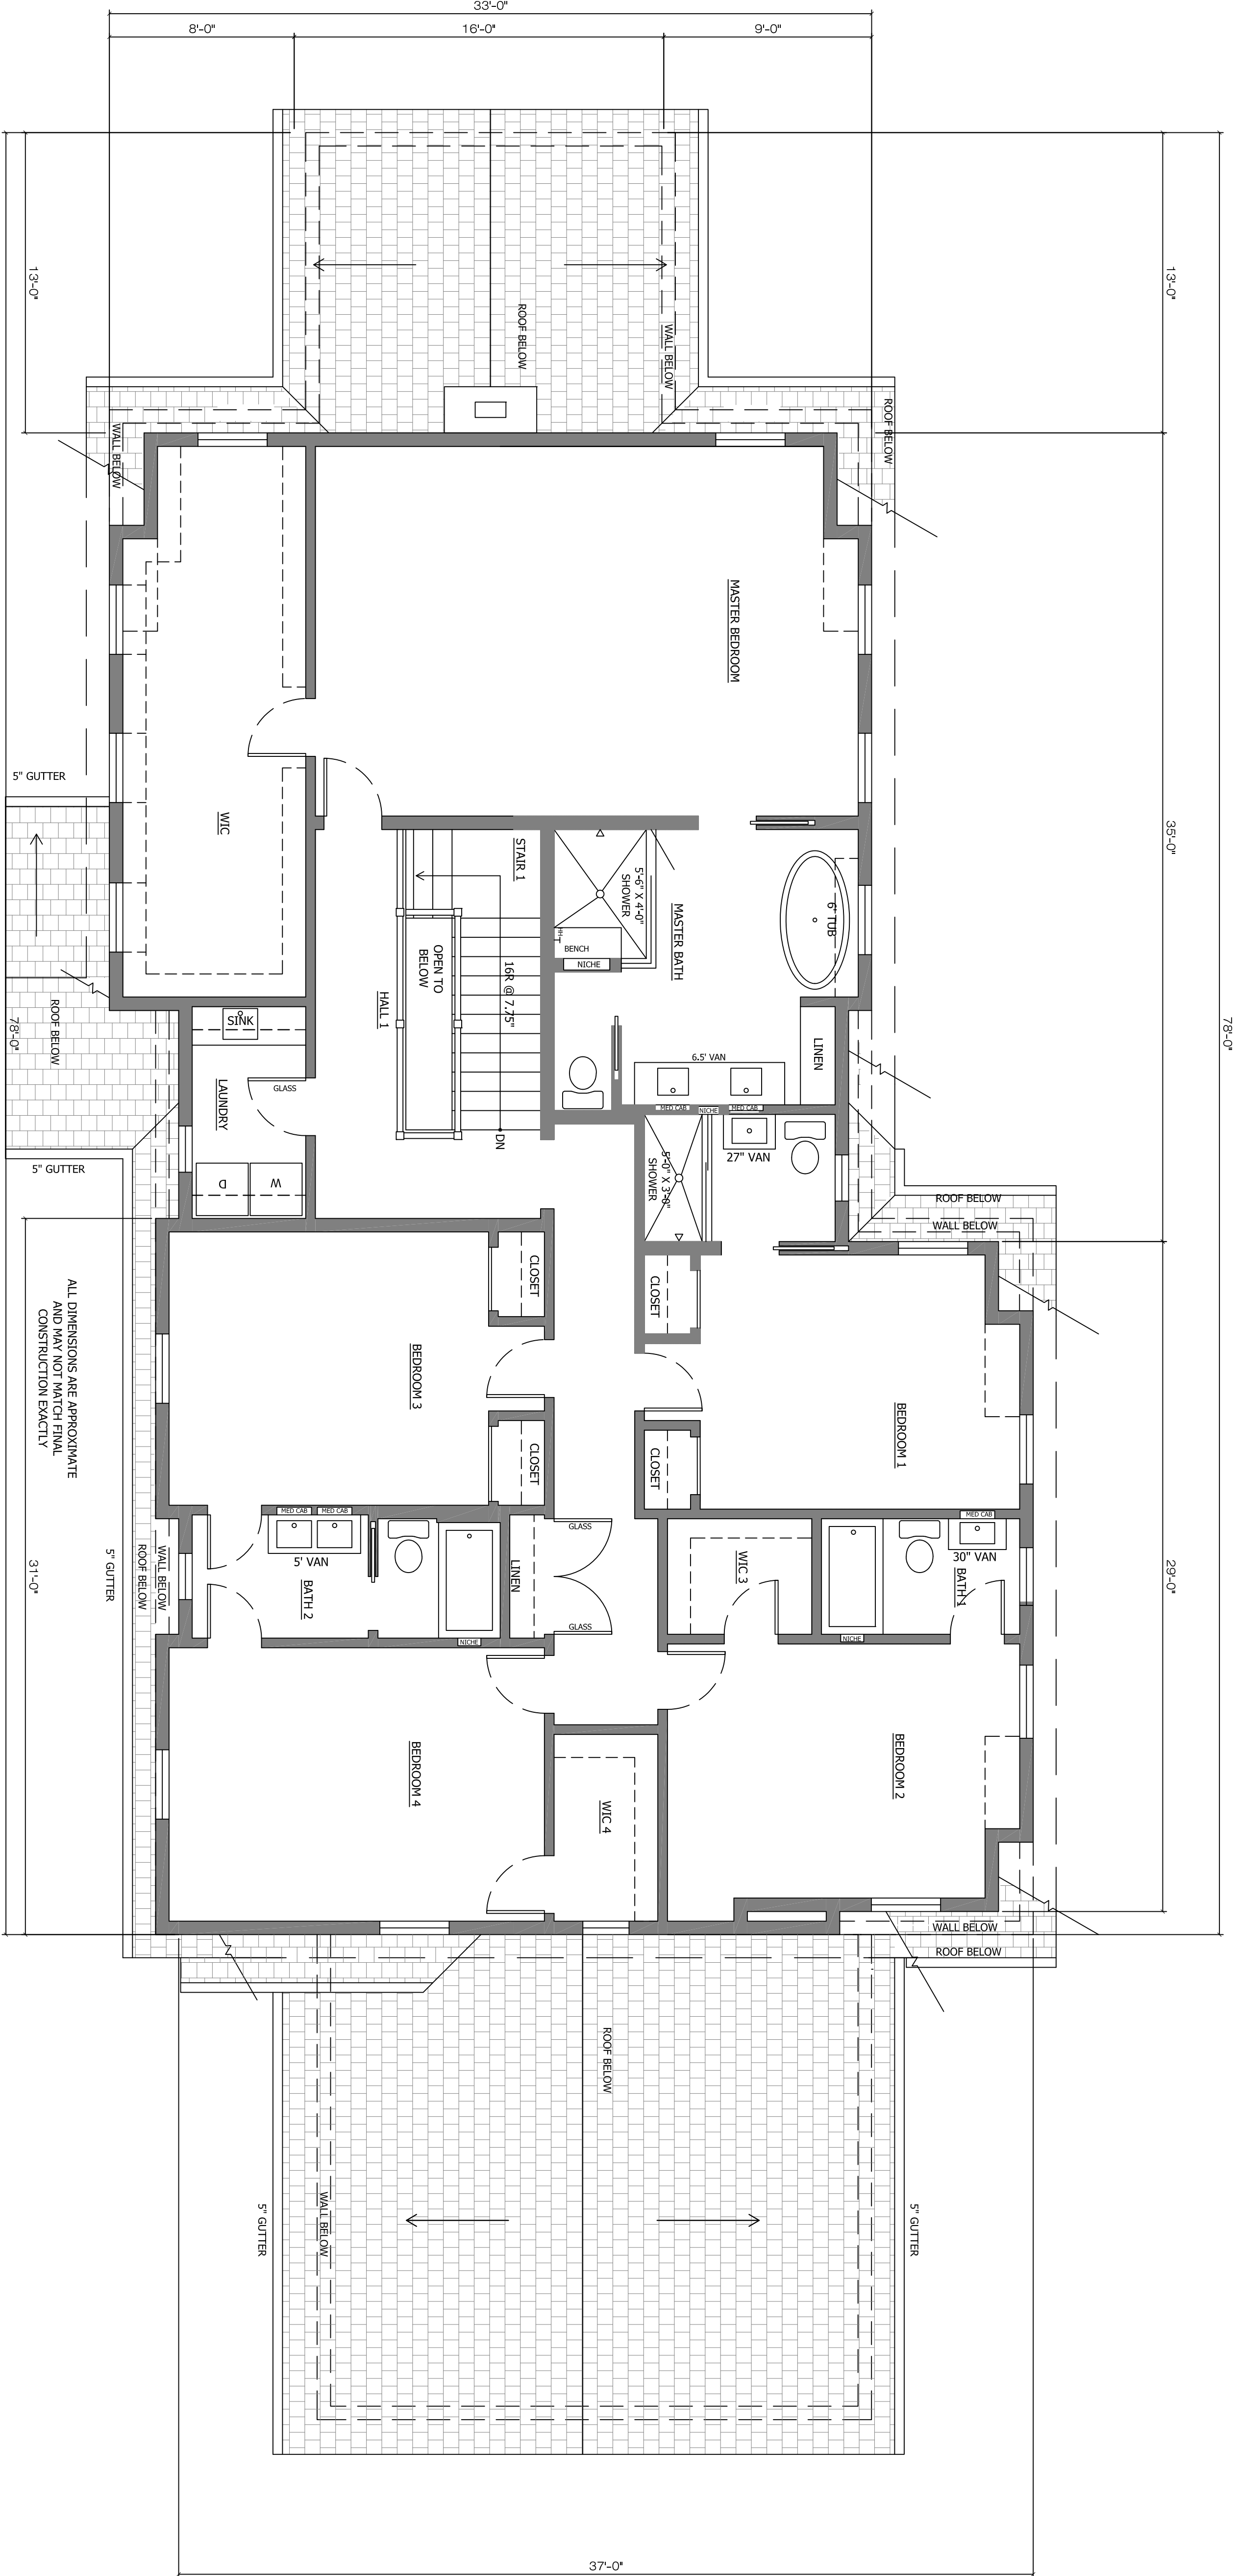 33'-0"
8'-0"
16'-0"
9'-0"
13'-0"
13'-0"
ROOF BELOW
WALL BELOW
ROOF BELOW
WALL BELOW
MASTER BEDROOM
5" GUTTER
WIC
35'-0"
STAIR 1
5'-6" X 4'-0"
SHOWER
MASTER BATH
6' TUB
BENCH
NICHE
OPEN TO
BELOW
16R @ 7.75"
HALL 1
ROOF BELOW
78'-0"
78'-0"
SINK
LAUNDRY
GLASS
LINEN
6.5' VAN
MED CAB
NICHE
MED CAB
DN
27" VAN
5'-0" X 3'-0"
SHOWER
D
W
5" GUTTER
ROOF BELOW
WALL BELOW
CLOSET
CLOSET
ALL DIMENSIONS ARE APPROXIMATE
AND MAY NOT MATCH FINAL
CONSTRUCTION EXACTLY
BEDROOM 3
BEDROOM 1
CLOSET
CLOSET
MED CAB
MED CAB
MED CAB
GLASS
5' VAN
30" VAN
WALL BELOW
ROOF BELOW
5" GUTTER
31'-0"
29'-0"
BATH 2
LINEN
WIC 3
BATH 1
GLASS
NICHE
NICHE
BEDROOM 4
WIC 4
BEDROOM 2
WALL BELOW
ROOF BELOW
ROOF BELOW
WALL BELOW
5" GUTTER
5" GUTTER
37'-0"